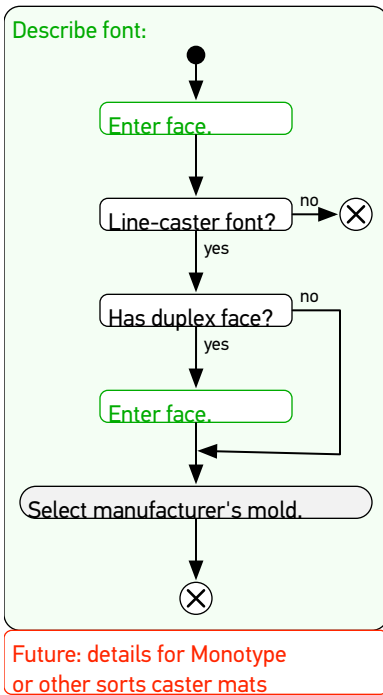 Describe font:
Enter face.
Line-caster font?
no
yes
Has duplex face?
no
yes
Enter face.
Select manufacturer's mold.
Future: details for Monotype
or other sorts caster mats